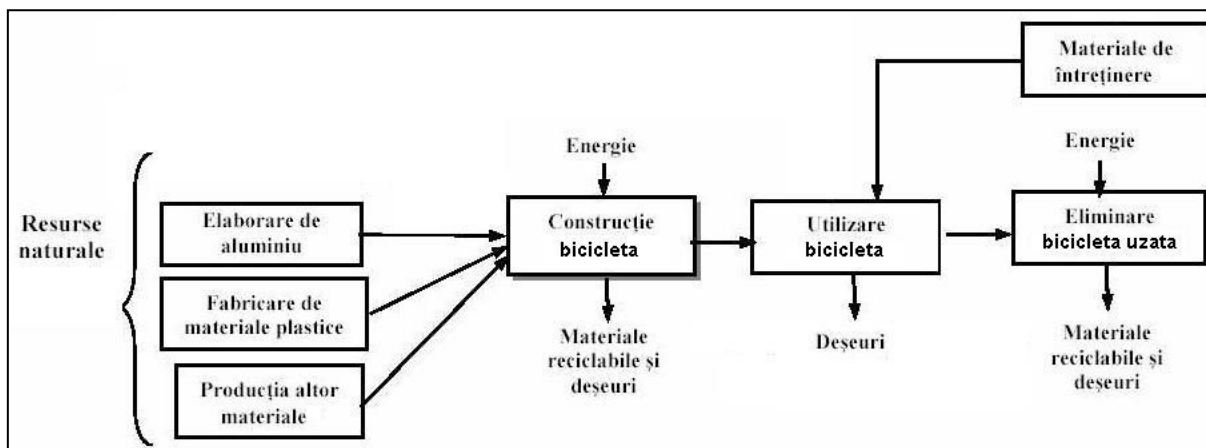 Materiale de
întreținere
Energie
Energie
Resurse
naturale
Elaborare de
aluminiu
Construcție
bicicleta
Utilizare
bicicleta
Eliminare
bicicleta uzata
Fabricare de
materiale plastice
Materiale
reciclabile și
deșeuri
Deșeuri
Materiale
reciclabile și
deșeuri
Producția altor
materiale